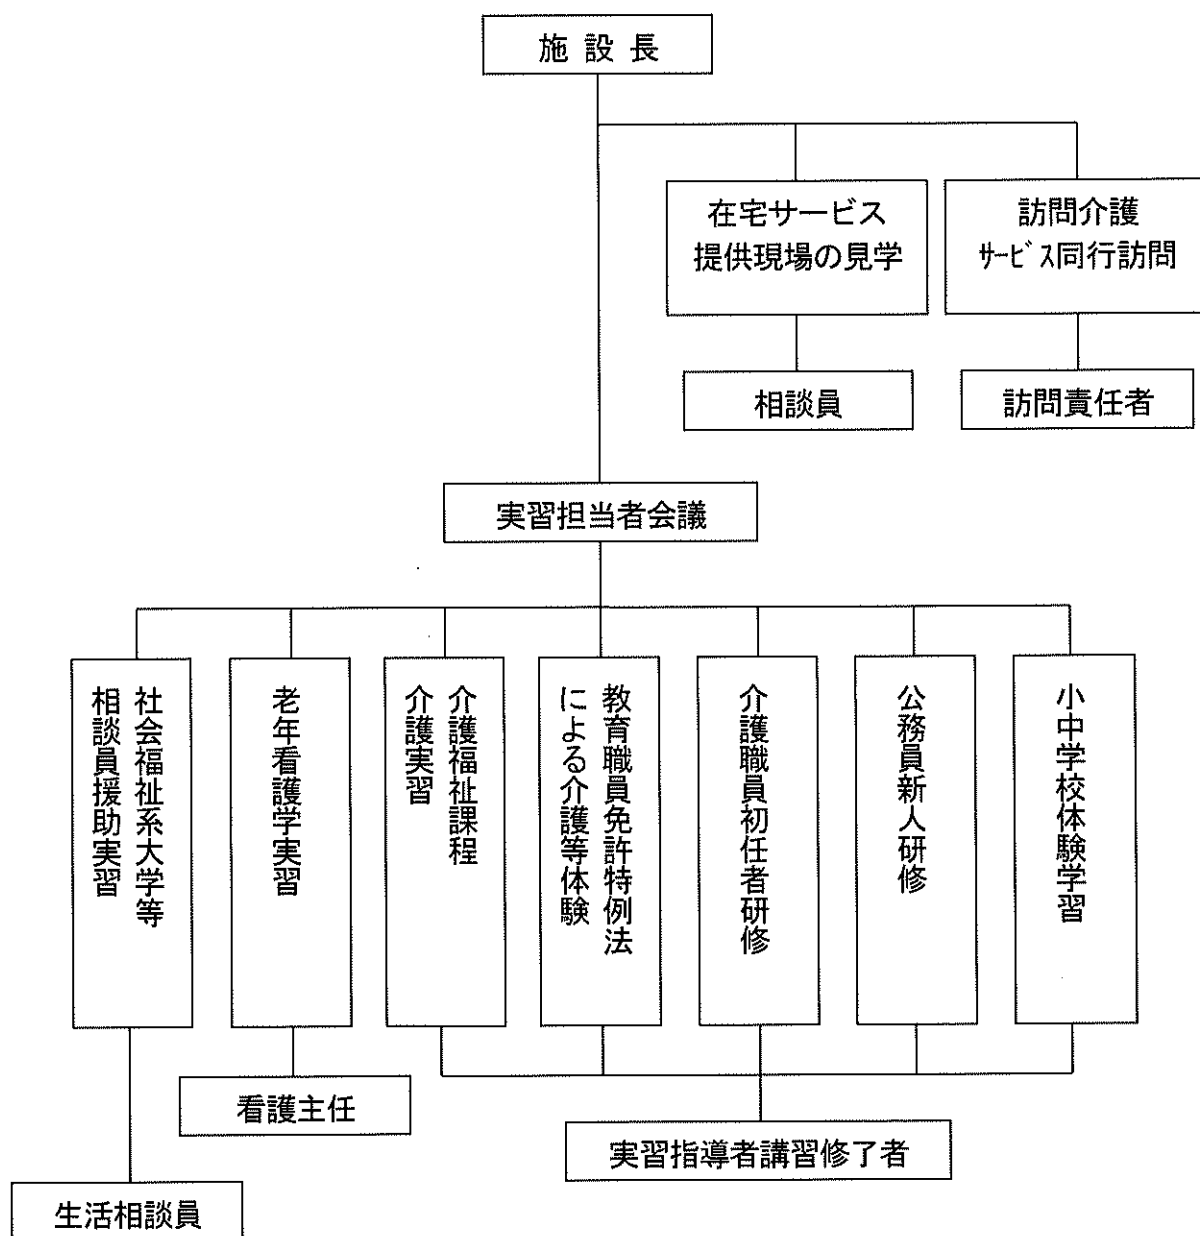 施設長
在宅サービス
提供現場の見学
訪問介護
ｻｰﾋﾞｽ同行訪問
相談員
訪問責任者
実習担当者会議
社会福祉系大学等
相談員援助実習
老年看護学実習
介護福祉課程
介護実習
教育職員免許特例法
による介護等体験
介護職員初任者研修
公務員新人研修
小中学校体験学習
看護主任
実習指導者講習修了者
生活相談員